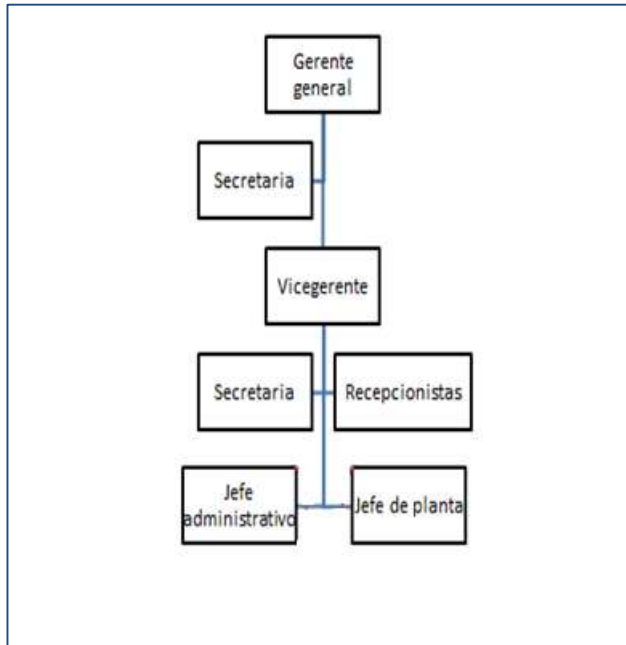 Gerente
general
Secretaria
Vicegerente
Secretaria
Recepcionistas
Jefe
administrativo
Jefe de planta